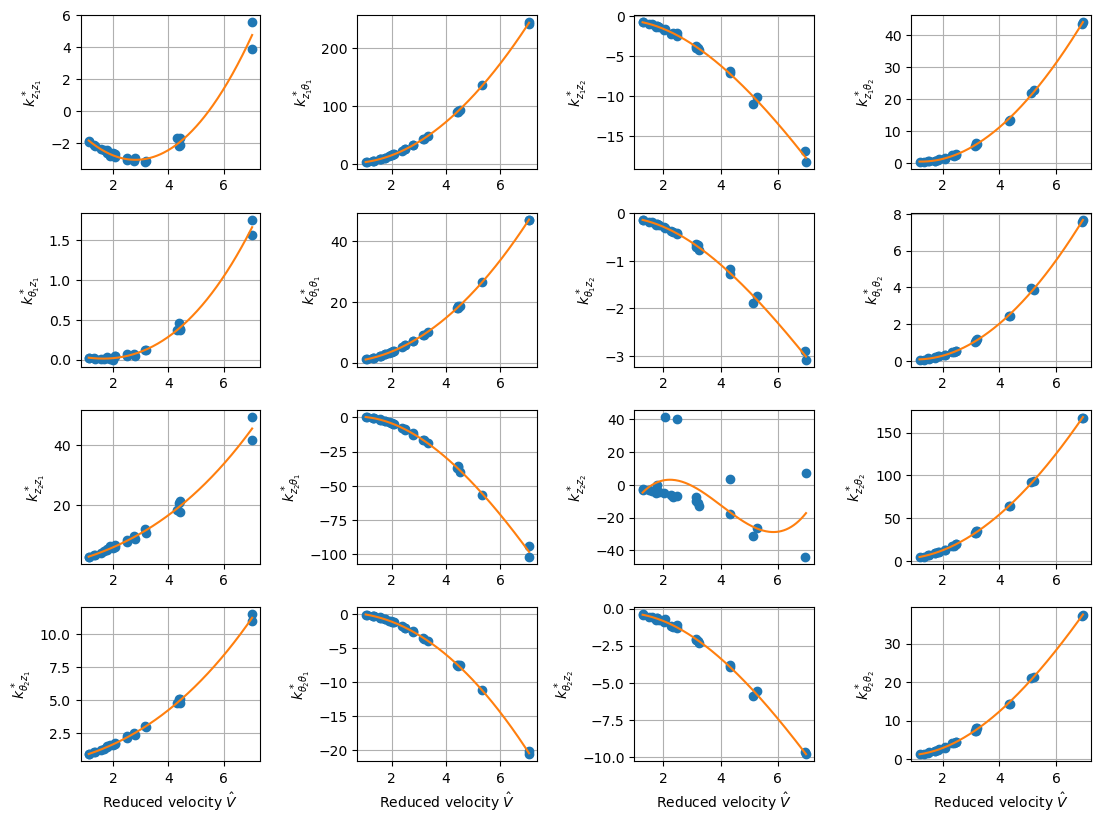 6
4
2
0
−2
2 4 6
k*z₁z₁
200
100
0
2 4 6
k*z₁θ₁
0
−5
−10
−15
2 4 6
k*z₁z₂
40
30
20
10
0
2 4 6
k*z₁θ₂
1.5
1.0
0.5
0.0
2 4 6
k*θ₁z₁
40
20
0
2 4 6
k*θ₁θ₁
0
−1
−2
−3
2 4 6
k*θ₁z₂
8
6
4
2
0
2 4 6
k*θ₁θ₂
40
20
2 4 6
k*z₂z₁
0
−25
−50
−75
−100
2 4 6
k*z₂θ₁
40
20
0
−20
−40
2 4 6
k*z₂z₂
150
100
50
0
2 4 6
k*z₂θ₂
10.0
7.5
5.0
2.5
2 4 6
k*θ₂z₁
Reduced velocity V̂
0
−5
−10
−15
−20
2 4 6
k*θ₂θ₁
Reduced velocity V̂
0.0
−2.5
−5.0
−7.5
−10.0
2 4 6
k*θ₂z₂
Reduced velocity V̂
30
20
10
0
2 4 6
k*θ₂θ₂
Reduced velocity V̂